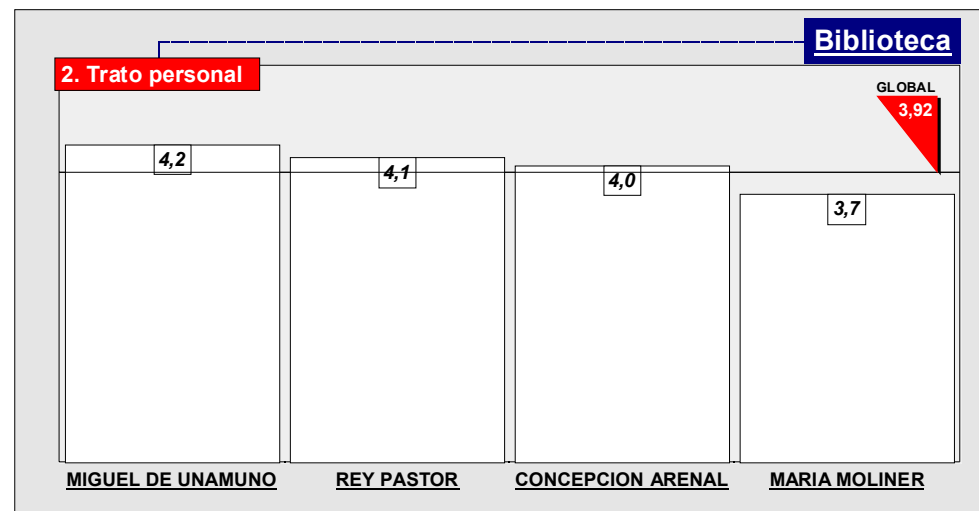 Biblioteca
2. Trato personal
GLOBAL
3,92
4,2
4,1
4,0
3,7
MIGUEL DE UNAMUNO
REY PASTOR
CONCEPCION ARENAL
MARIA MOLINER